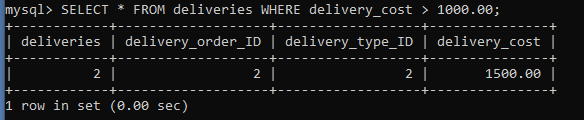 mysql> SELECT * FROM deliveries WHERE delivery_cost > 1000.00;
+------------+-------------------+------------------+---------------+
| deliveries | delivery_order_ID | delivery_type_ID | delivery_cost |
+------------+-------------------+------------------+---------------+
|          2 |                 2 |                2 |       1500.00 |
+------------+-------------------+------------------+---------------+
1 row in set (0.00 sec)